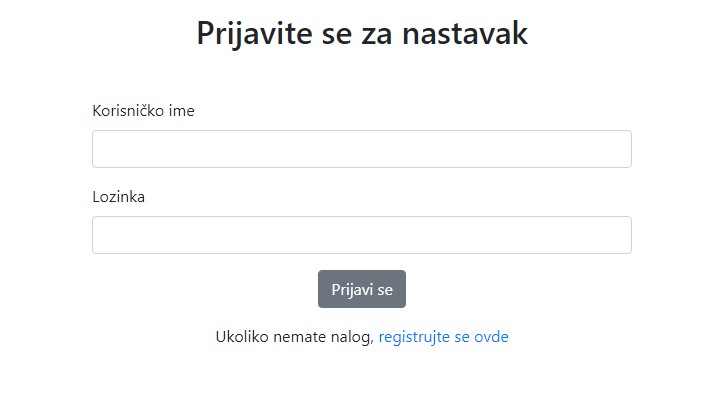 Prijavite se za nastavak
Korisničko ime
Lozinka
Prijavi se
Ukoliko nemate nalog, registrujte se ovde